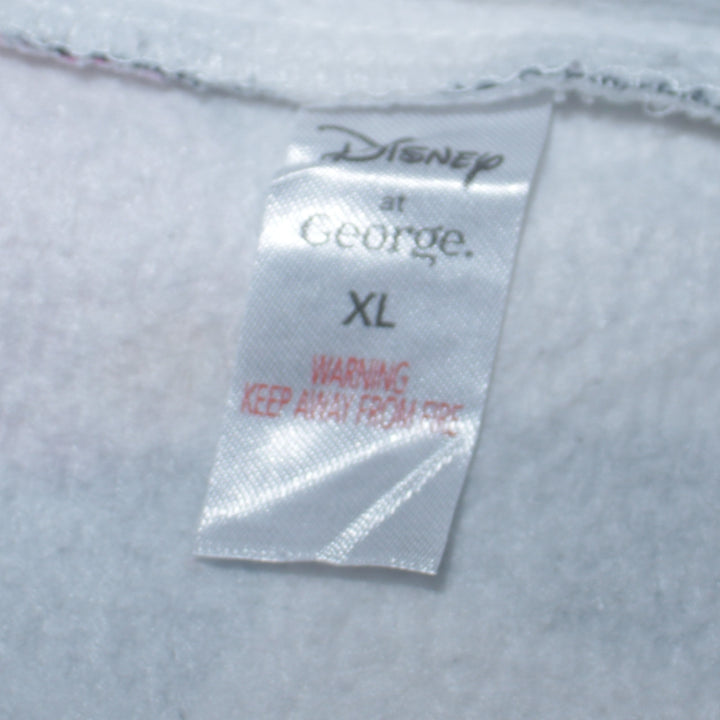 Disney
at
George.
XL
WARNING
KEEP AWAY FROM FIRE